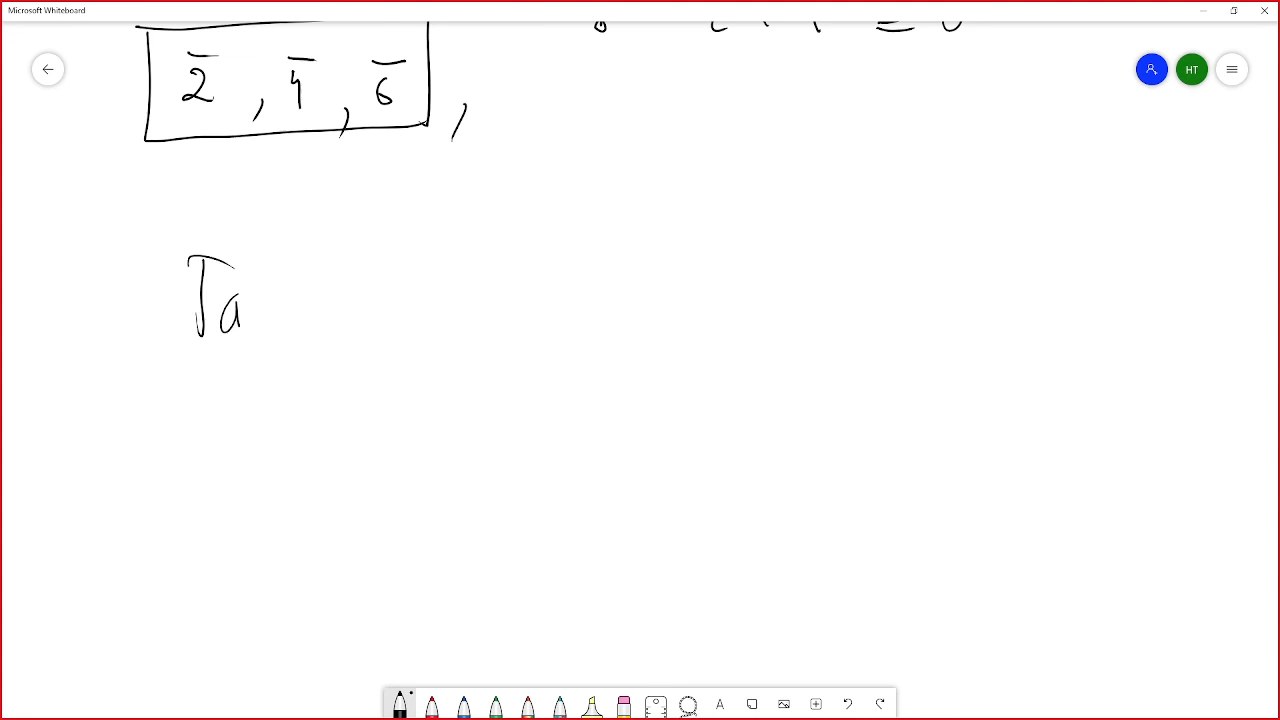 Microsoft Whiteboard
HT
2̅ , 4̅ , 6̅ ,
Ta
A